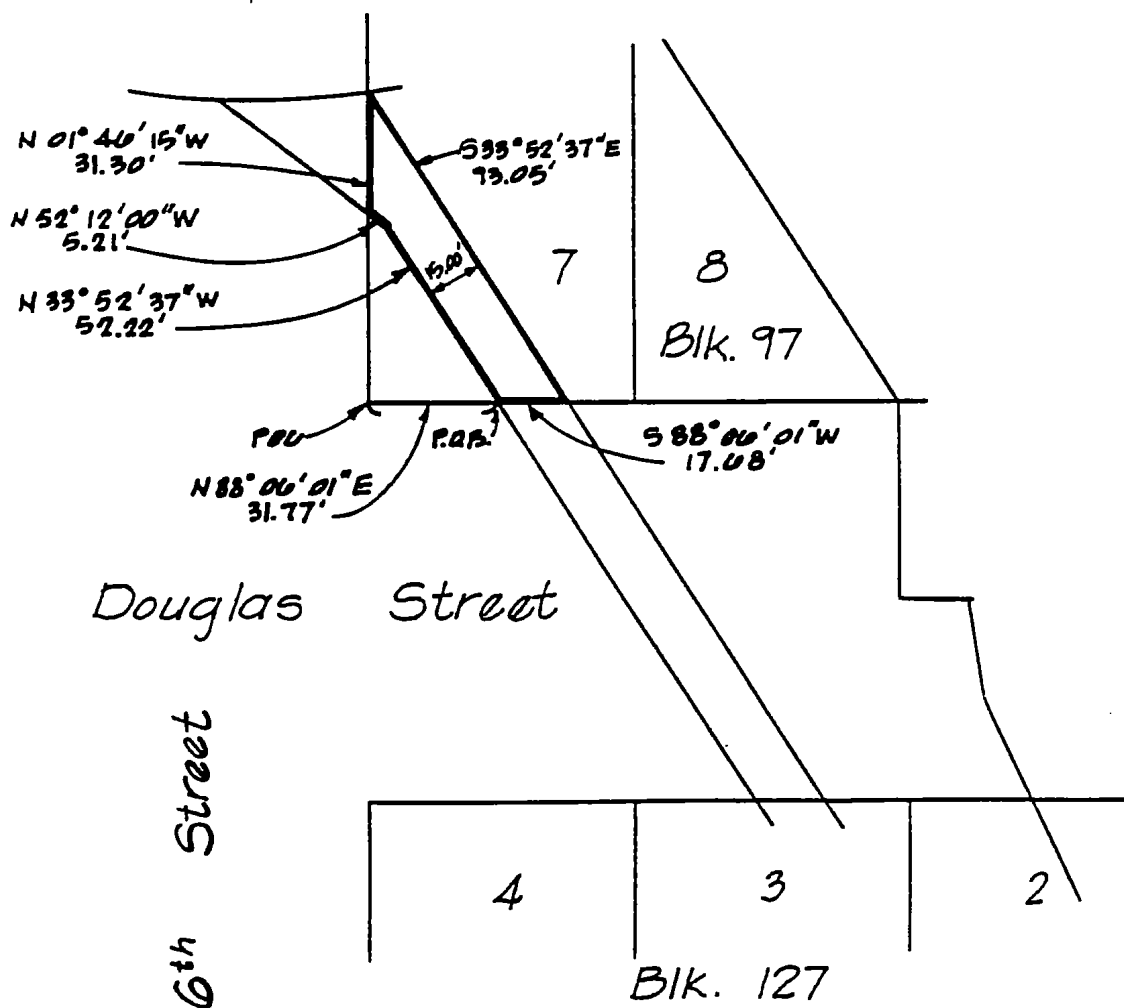 N 01° 46' 15" W
31.30'
S 33° 52' 37" E
93.05'
N 52° 12' 00" W
5.21'
15.00'
7
8
N 33° 52' 37" W
52.22'
Blk. 97
POC
P.O.B.
S 88° 06' 01" W
17.68'
N 88° 06' 01" E
31.77'
Douglas Street
6th Street
4
3
2
Blk. 127